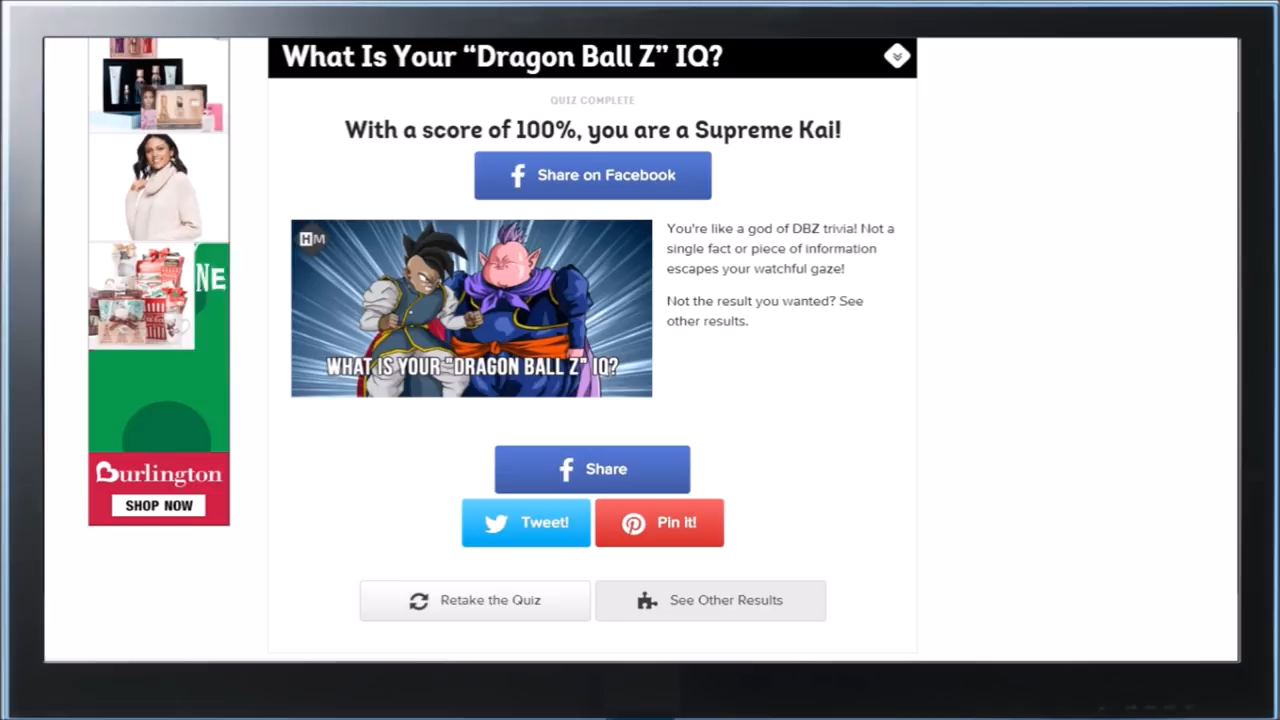 What Is Your “Dragon Ball Z” IQ?
QUIZ COMPLETE
With a score of 100%, you are a Supreme Kai!
Share on Facebook
HM
WHAT IS YOUR "DRAGON BALL Z" IQ?
You're like a god of DBZ trivia! Not a
single fact or piece of information
escapes your watchful gaze!
Not the result you wanted? See
other results.
Share
Tweet!
Pin it!
Retake the Quiz
See Other Results
NE
Burlington
SHOP NOW